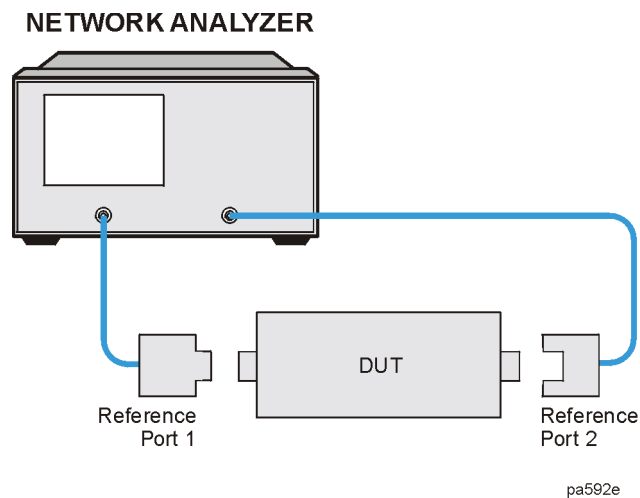 NETWORK ANALYZER
DUT
Reference
Port 1
Reference
Port 2
pa592e